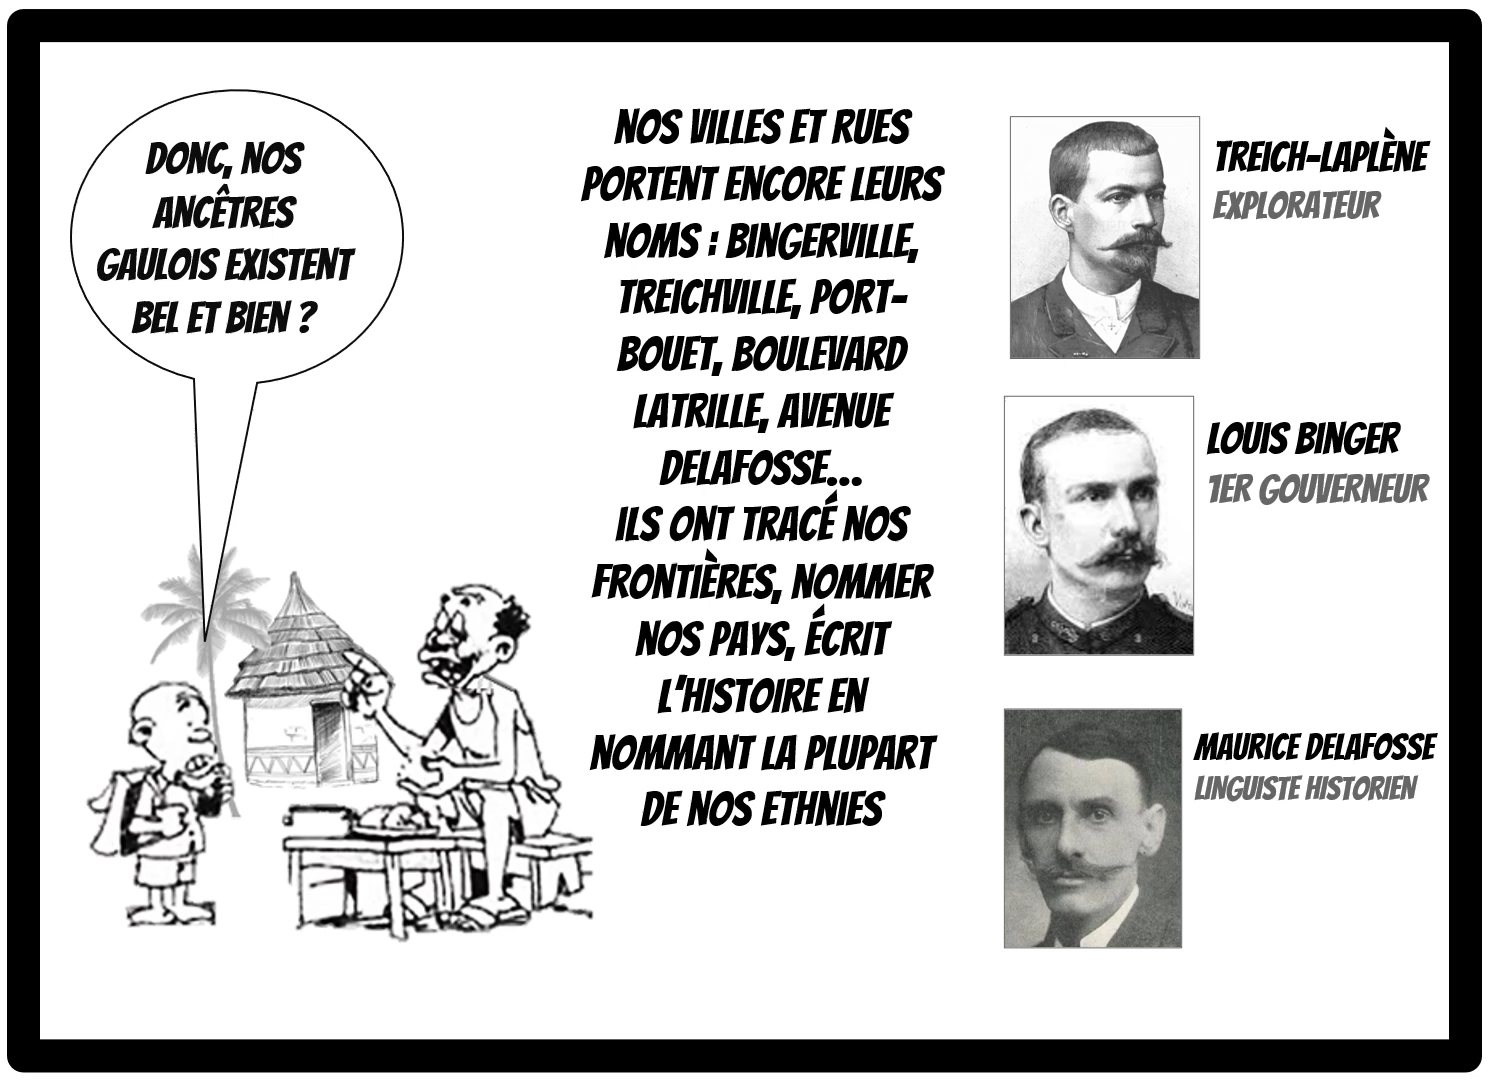 DONC, NOS
ANCÊTRES
GAULOIS EXISTENT
BEL ET BIEN ?
NOS VILLES ET RUES
PORTENT ENCORE LEURS
NOMS : BINGERVILLE,
TREICHVILLE, PORT-
BOUET, BOULEVARD
LATRILLE, AVENUE
DELAFOSSE...
ILS ONT TRACÉ NOS
FRONTIÈRES, NOMMER
NOS PAYS, ÉCRIT
L'HISTOIRE EN
NOMMANT LA PLUPART
DE NOS ETHNIES
TREICH-LAPLÈNE
EXPLORATEUR
LOUIS BINGER
1ER GOUVERNEUR
MAURICE DELAFOSSE
LINGUISTE HISTORIEN